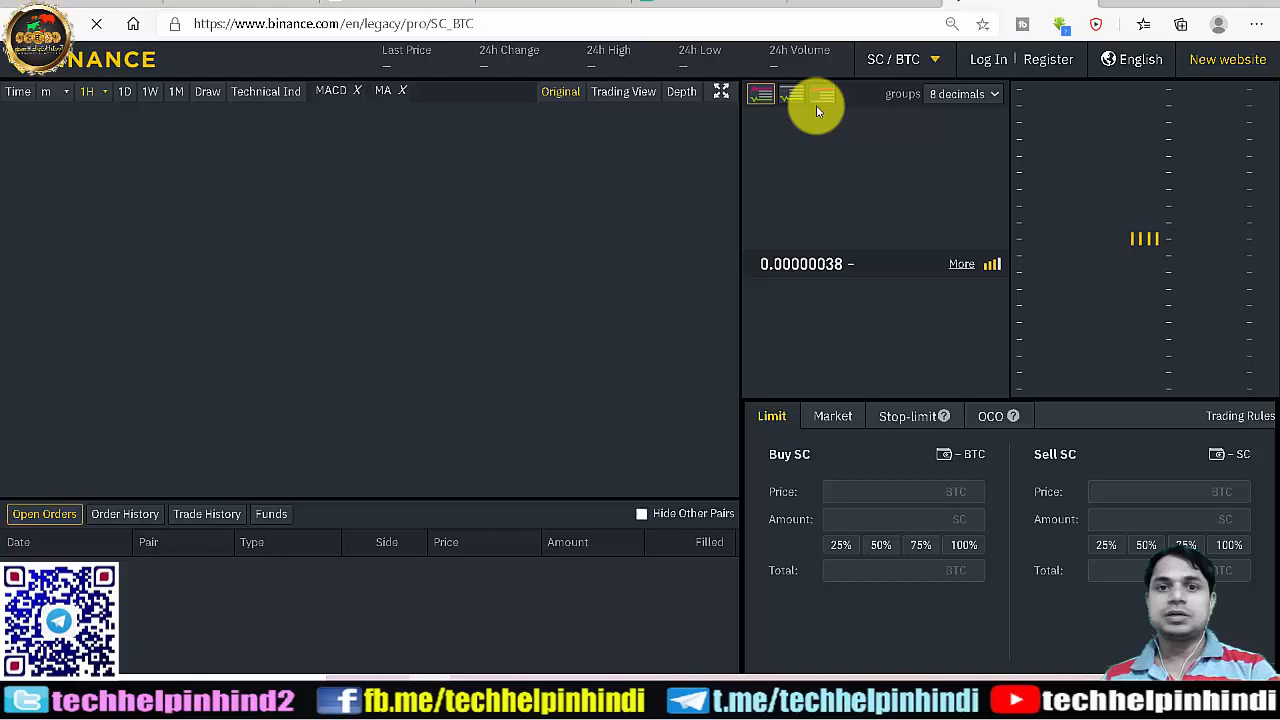 https://www.binance.com/en/legacy/pro/SC_BTC
NANCE
Last Price
24h Change
24h High
24h Low
24h Volume
SC / BTC
Log In | Register
English
New website
Time
m
1H
1D
1W
1M
Draw
Technical Ind
MACD X
MA X
Original
Trading View
Depth
groups
8 decimals
0.00000038 –
More
Limit
Market
Stop-limit ?
OCO ?
Trading Rules
Buy SC
– BTC
Sell SC
– SC
Price:
BTC
Price:
BTC
Amount:
SC
Amount:
SC
25%
50%
75%
100%
25%
50%
75%
100%
Total:
BTC
Total:
BTC
Open Orders
Order History
Trade History
Funds
Hide Other Pairs
Date
Pair
Type
Side
Price
Amount
Filled
techhelpinhind2
fb.me/techhelpinhindi
t.me/techhelpinhindi
techhelpinhindi